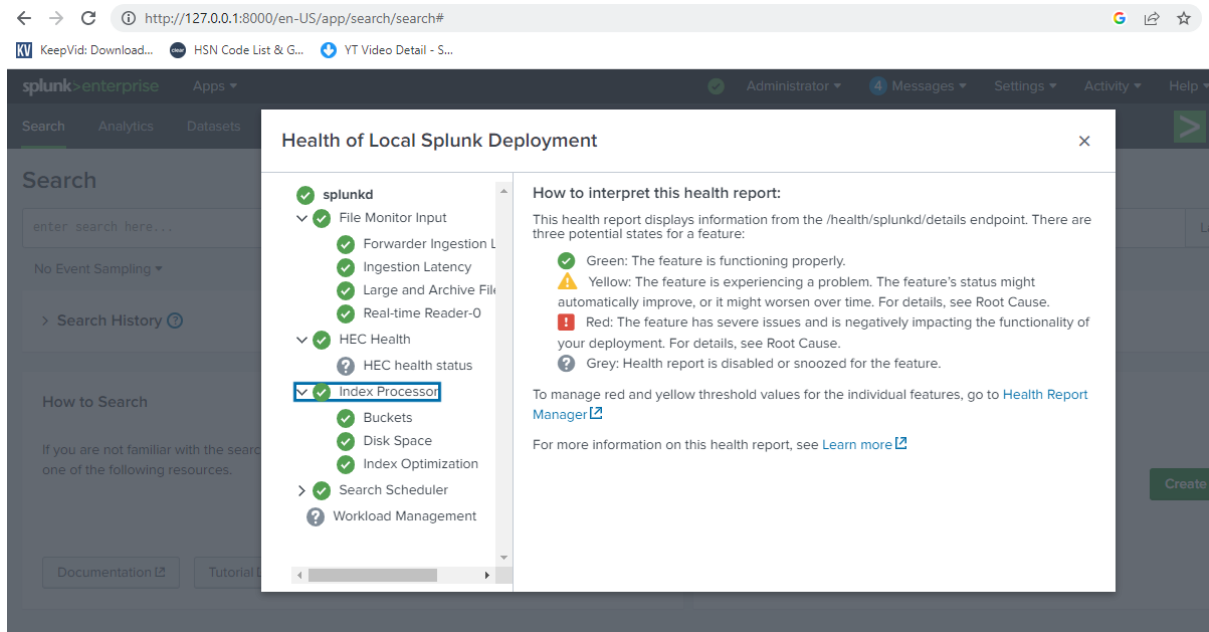 http://127.0.0.1:8000/en-US/app/search/search#
KV KeepVid: Download... HSN Code List & G... YT Video Detail - S...
splunk>enterprise Apps Administrator 4 Messages Settings Activity Help
Search Analytics Datasets
Search
enter search here...
No Event Sampling
Search History ?
How to Search
If you are not familiar with the searc
one of the following resources.
Documentation Tutorial
Create
Health of Local Splunk Deployment
splunkd
File Monitor Input
Forwarder Ingestion L
Ingestion Latency
Large and Archive File
Real-time Reader-0
HEC Health
? HEC health status
Index Processor
Buckets
Disk Space
Index Optimization
Search Scheduler
? Workload Management
How to interpret this health report:
This health report displays information from the /health/splunkd/details endpoint. There are
three potential states for a feature:
Green: The feature is functioning properly.
Yellow: The feature is experiencing a problem. The feature's status might
automatically improve, or it might worsen over time. For details, see Root Cause.
! Red: The feature has severe issues and is negatively impacting the functionality of
your deployment. For details, see Root Cause.
? Grey: Health report is disabled or snoozed for the feature.
To manage red and yellow threshold values for the individual features, go to Health Report
Manager
For more information on this health report, see Learn more